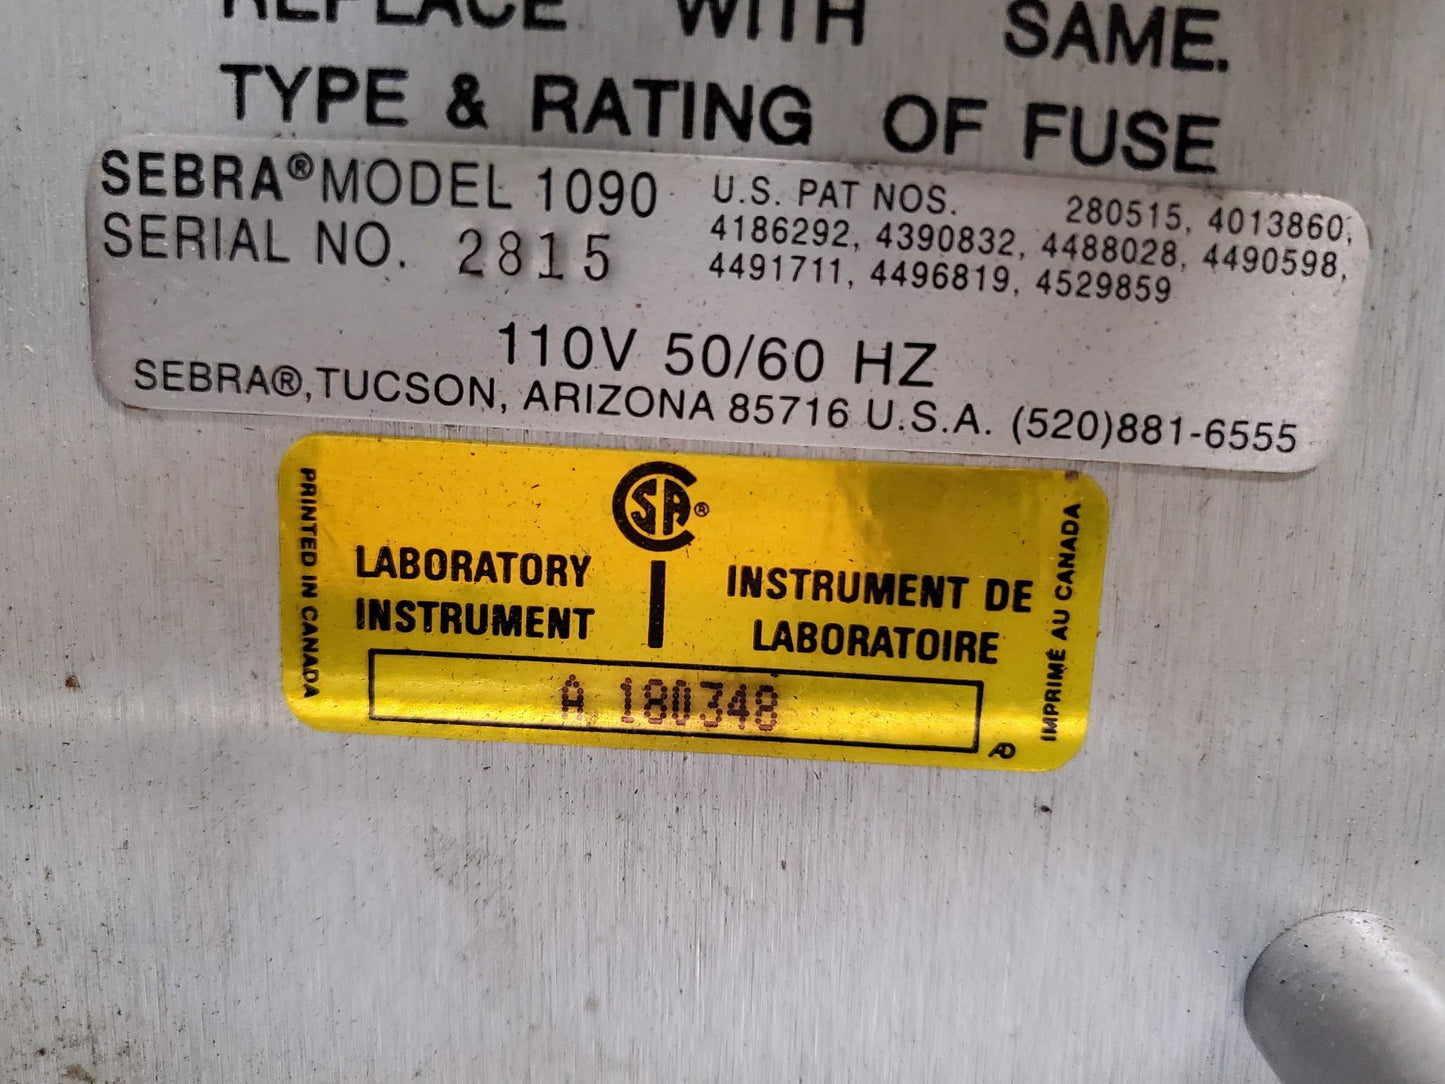 REPLACE WITH SAME.
TYPE & RATING OF FUSE
SEBRA® MODEL 1090
SERIAL NO. 2815
U.S. PAT NOS. 280515, 4013860,
4186292, 4390832, 4488028, 4490598,
4491711, 4496819, 4529859
110V 50/60 HZ
SEBRA®, TUCSON, ARIZONA 85716 U.S.A. (520)881-6555
PRINTED IN CANADA
SA®
LABORATORY
INSTRUMENT
INSTRUMENT DE
LABORATOIRE
A 180348
IMPRIMÉ AU CANADA